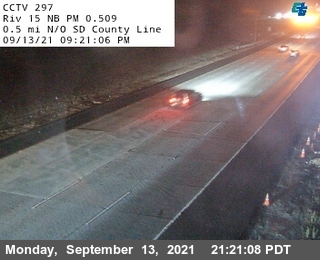 CCTV 297
Riv 15 NB PM 0.509
0.5 mi N/O SD County Line
09/13/21 09:21:06 PM
Monday, September 13, 2021 21:21:08 PDT